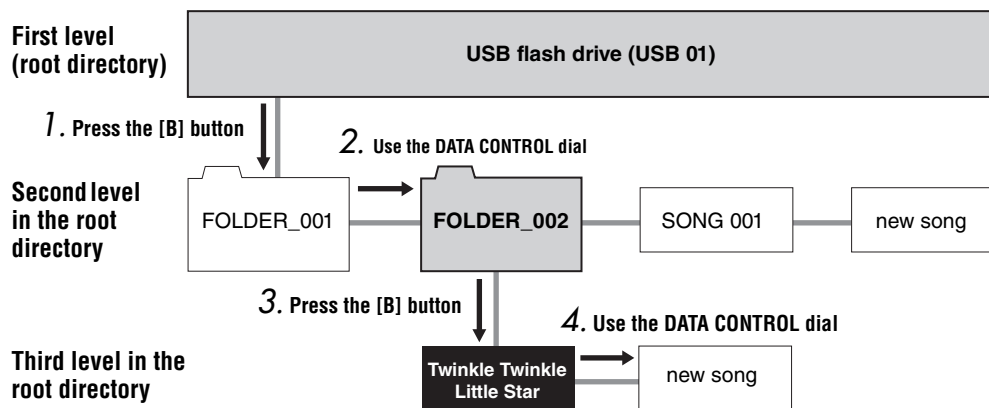 First level
(root directory)
USB flash drive (USB 01)
1. Press the [B] button
2. Use the DATA CONTROL dial
Second level
in the root
directory
FOLDER_001
FOLDER_002
SONG 001
new song
3. Press the [B] button
4. Use the DATA CONTROL dial
Third level in the
root directory
Twinkle Twinkle
Little Star
new song